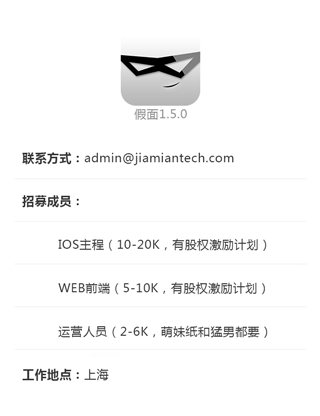 假面1.5.0
联系方式：admin@jiamiantech.com
招募成员：
IOS主程（10-20K，有股权激励计划）
WEB前端（5-10K，有股权激励计划）
运营人员（2-6K，萌妹纸和猛男都要）
工作地点：上海